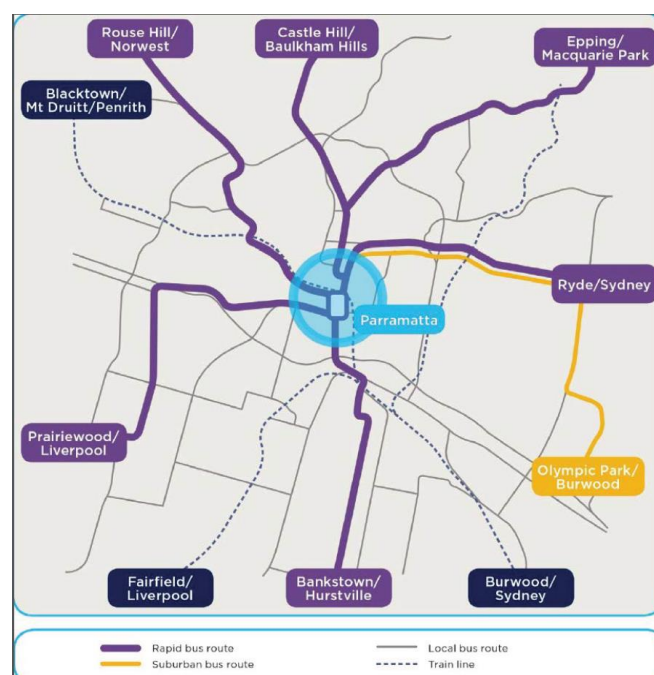 Rouse Hill/
Norwest
Castle Hill/
Baulkham Hills
Epping/
Macquarie Park
Blacktown/
Mt Druitt/Penrith
Ryde/Sydney
Parramatta
Prairiewood/
Liverpool
Olympic Park/
Burwood
Fairfield/
Liverpool
Bankstown/
Hurstville
Burwood/
Sydney
Rapid bus route
Suburban bus route
Local bus route
Train line